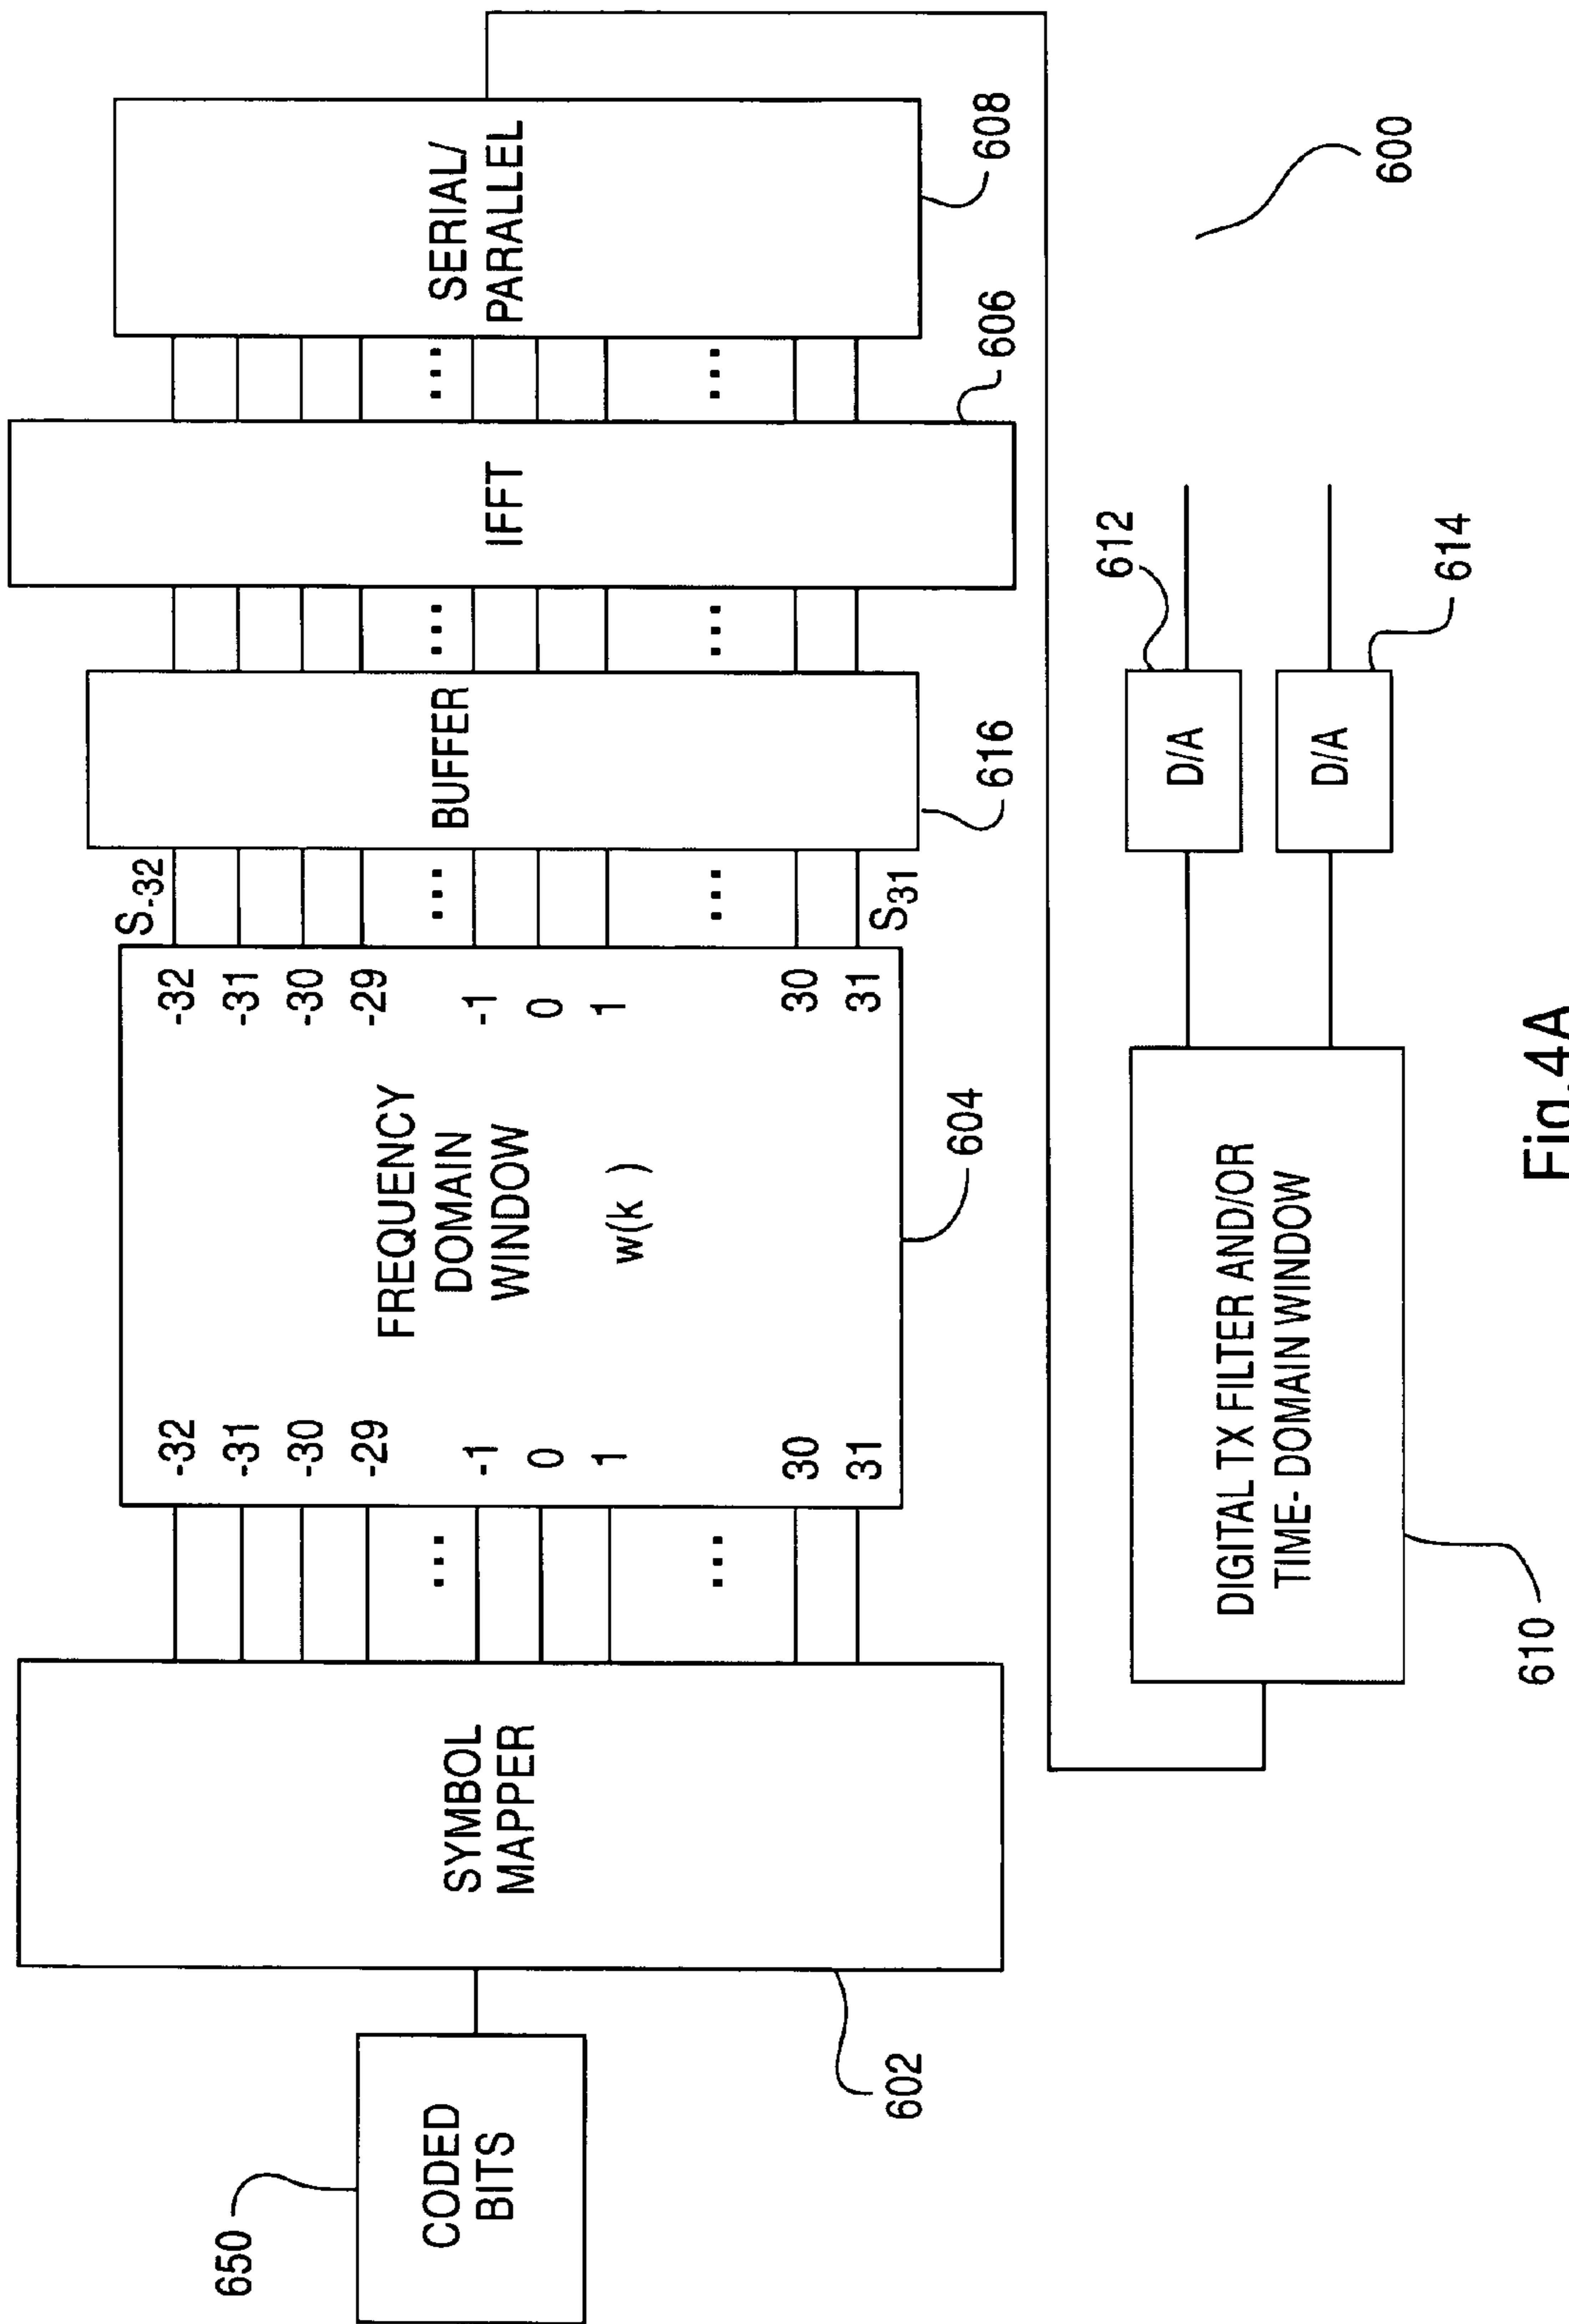 650
CODED
BITS
602
SYMBOL
MAPPER
...
...
-32
-31
-30
-29
-1
0
1
30
31
FREQUENCY
DOMAIN
WINDOW
w(k )
-32
-31
-30
-29
-1
0
1
30
31
604
S-32
...
...
S31
BUFFER
616
...
...
IFFT
606
...
...
SERIAL/
PARALLEL
608
DIGITAL TX FILTER AND/OR
TIME- DOMAIN WINDOW
610
D/A
612
D/A
614
600
Fig.4A